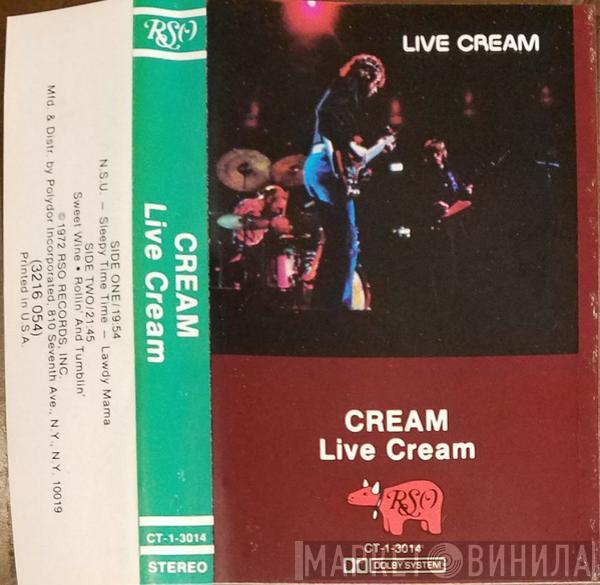 SIDE ONE/19:54
N.S.U. – Sleepy Time Time – Lawdy Mama
SIDE TWO/21:45
Sweet Wine • Rollin' And Tumblin'
©1972 RSO RECORDS, INC.
Mfd. & Distr. by Polydor Incorporated, 810 Seventh Ave., N.Y., N.Y. 10019
(3216 054)
Printed in U.S.A.
RSO
CREAM
Live Cream
CT-1-3014
STEREO
LIVE CREAM
CREAM
Live Cream
RSO
CT-1-3014
DOLBY SYSTEM
МАРКЕТ ВИНИЛА